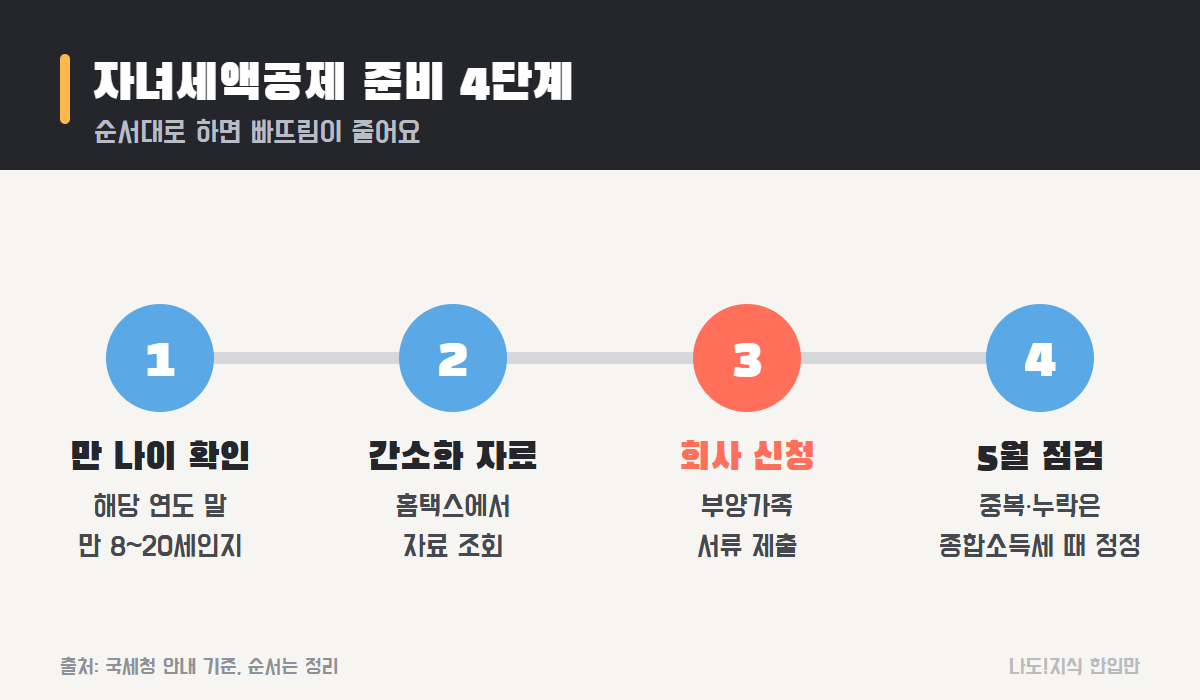 자녀세액공제 준비 4단계
순서대로 하면 빠뜨림이 줄어요
1
2
3
4
만 나이 확인
간소화 자료
회사 신청
5월 점검
해당 연도 말
만 8~20세인지
홈택스에서
자료 조회
부양가족
서류 제출
중복·누락은
종합소득세 때 정정
출처: 국세청 안내 기준, 순서는 정리
나도!지식 한입만